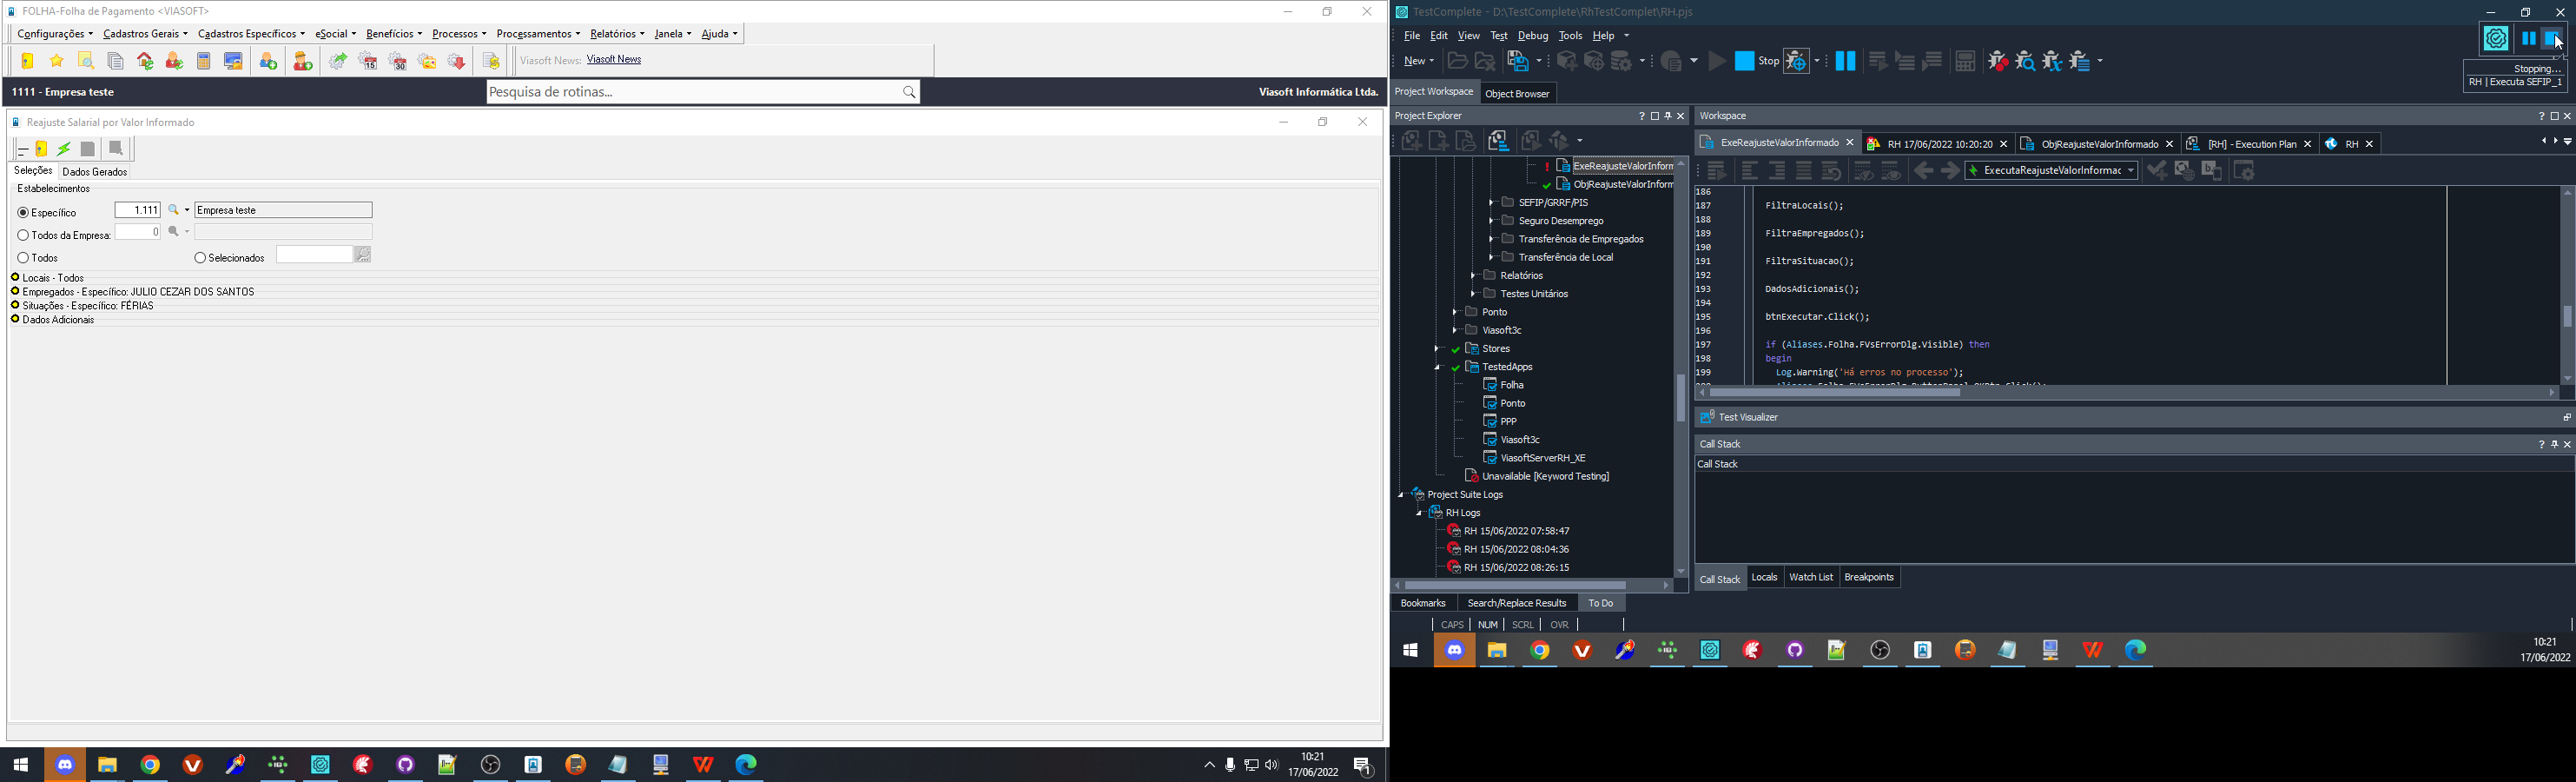 FOLHA-Folha de Pagamento <VIASOFT>
Configurações Cadastros Gerais Cadastros Específicos eSocial Benefícios Processos Processamentos Relatórios Janela Ajuda
15 30 Viasoft News: Viasoft News
1111 - Empresa teste Pesquisa de rotinas... Viasoft Informática Ltda.
Reajuste Salarial por Valor Informado
Seleções Dados Gerados
Estabelecimentos
Específico 1.111 Empresa teste
Todos da Empresa: 0
Todos Selecionados
Locais - Todos
Empregados - Específico: JULIO CEZAR DOS SANTOS
Situações - Específico: FÉRIAS
Dados Adicionais
10:21
17/06/2022
1
TestComplete - D:\TestComplete\RhTestComplet\RH.pjs
File Edit View Test Debug Tools Help
New Stop
Stopping...
RH | Executa SEFIP_1
Project Workspace Object Browser
Project Explorer
ExeReajusteValorInform
ObjReajusteValorInform
SEFIP/GRRF/PIS
Seguro Desemprego
Transferência de Empregados
Transferência de Local
Relatórios
Testes Unitários
Ponto
Viasoft3c
Stores
TestedApps
Folha
Ponto
PPP
Viasoft3c
ViasoftServerRH_XE
Unavailable [Keyword Testing]
Project Suite Logs
RH Logs
RH 15/06/2022 07:58:47
RH 15/06/2022 08:04:36
RH 15/06/2022 08:26:15
Bookmarks Search/Replace Results To Do
Workspace
ExeReajusteValorInformado RH 17/06/2022 10:20:20 ObjReajusteValorInformado [RH] - Execution Plan RH
ExecutaReajusteValorInformac
186
187 FiltraLocais();
188
189 FiltraEmpregados();
190
191 FiltraSituacao();
192
193 DadosAdicionais();
194
195 btnExecutar.Click();
196
197 if (Aliases.Folha.FVsErrorDlg.Visible) then
198 begin
199 Log.Warning('Há erros no processo');
Test Visualizer
Call Stack
Call Stack
Call Stack Locals Watch List Breakpoints
CAPS NUM SCRL OVR
10:21
17/06/2022